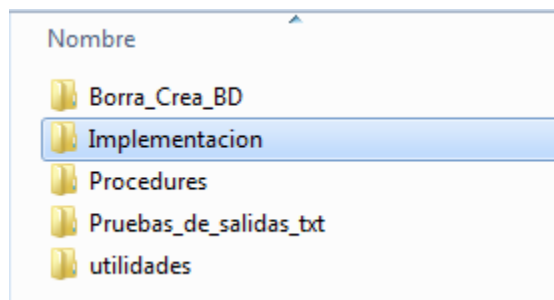 Nombre
Borra_Crea_BD
Implementacion
Procedures
Pruebas_de_salidas_txt
utilidades